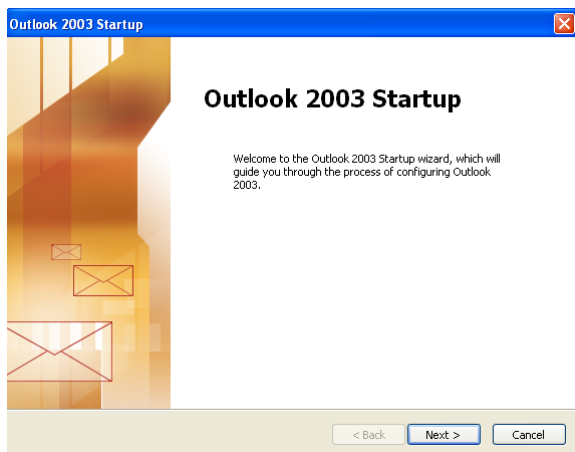 Outlook 2003 Startup
Outlook 2003 Startup
Welcome to the Outlook 2003 Startup wizard, which will
guide you through the process of configuring Outlook
2003.
< Back Next > Cancel